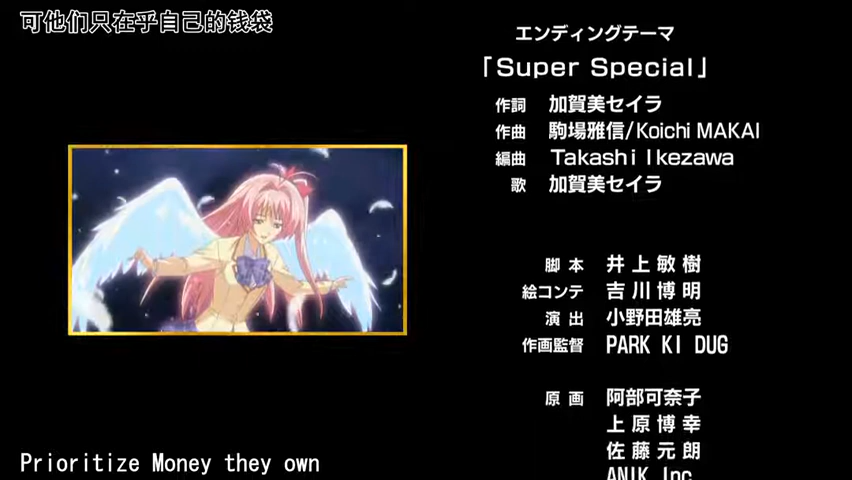 可他们只在乎自己的钱袋
エンディングテーマ
「Super Special」
作詞 加賀美セイラ
作曲 駒場雅信/Koichi MAKAI
編曲 Takashi Ikezawa
歌 加賀美セイラ
脚本 井上敏樹
絵コンテ 吉川博明
演出 小野田雄亮
作画監督 PARK KI DUG
原画 阿部可奈子
上原博幸
佐藤元朗
ANIK Inc
Prioritize Money they own